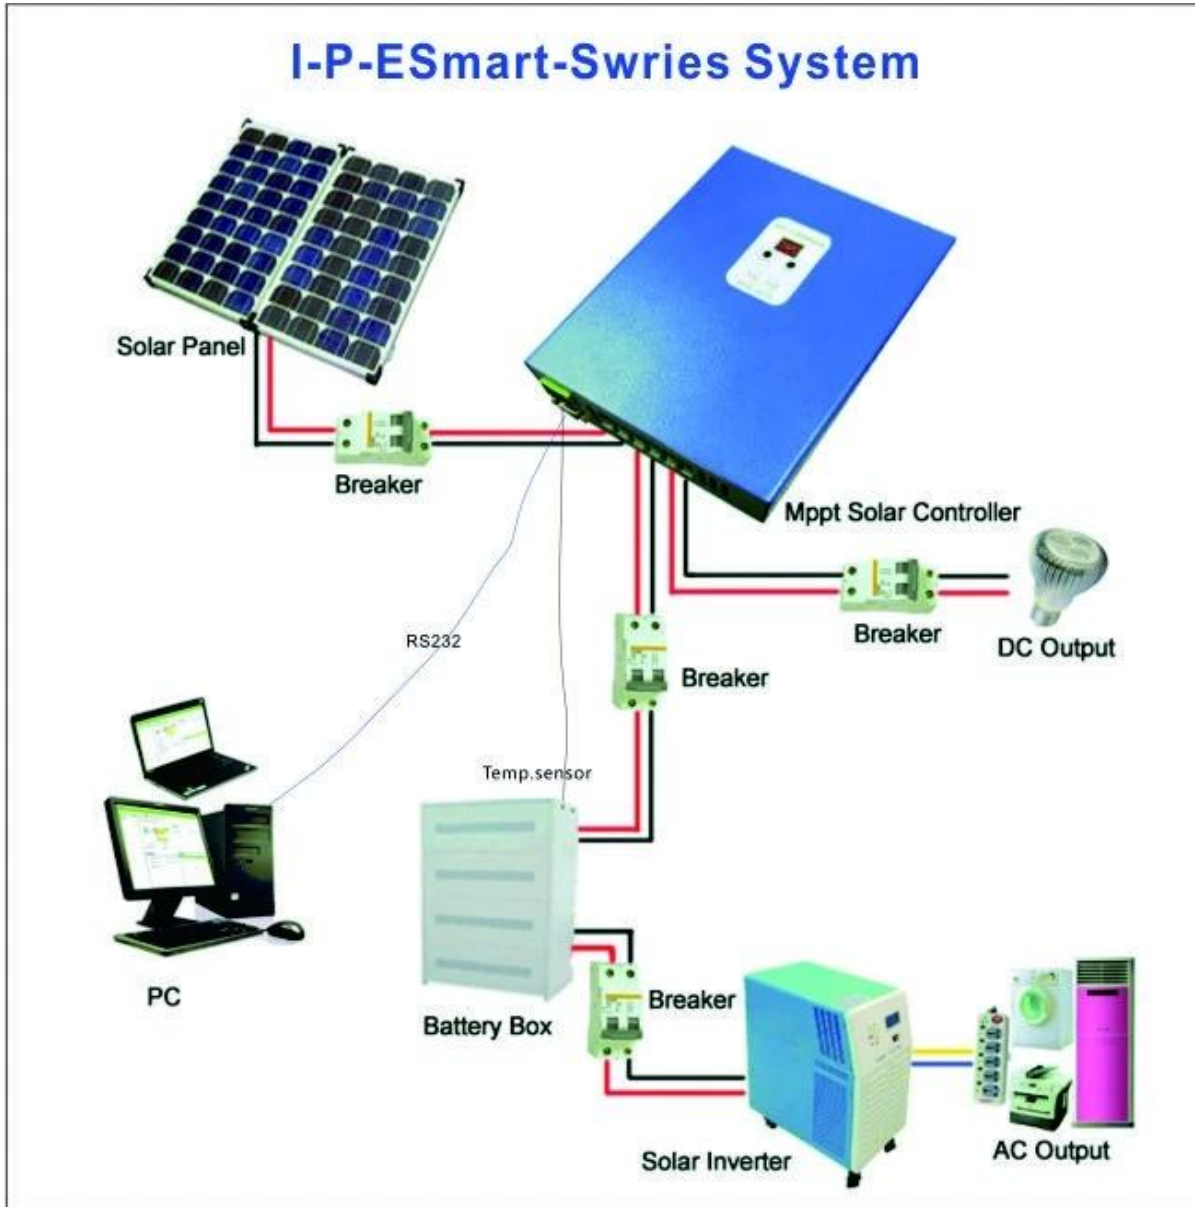 I-P-ESmart-Swries System
Solar Panel
Breaker
Mppt Solar Controller
Breaker
DC Output
RS232
Breaker
Temp.sensor
PC
Battery Box
Breaker
Solar Inverter
AC Output